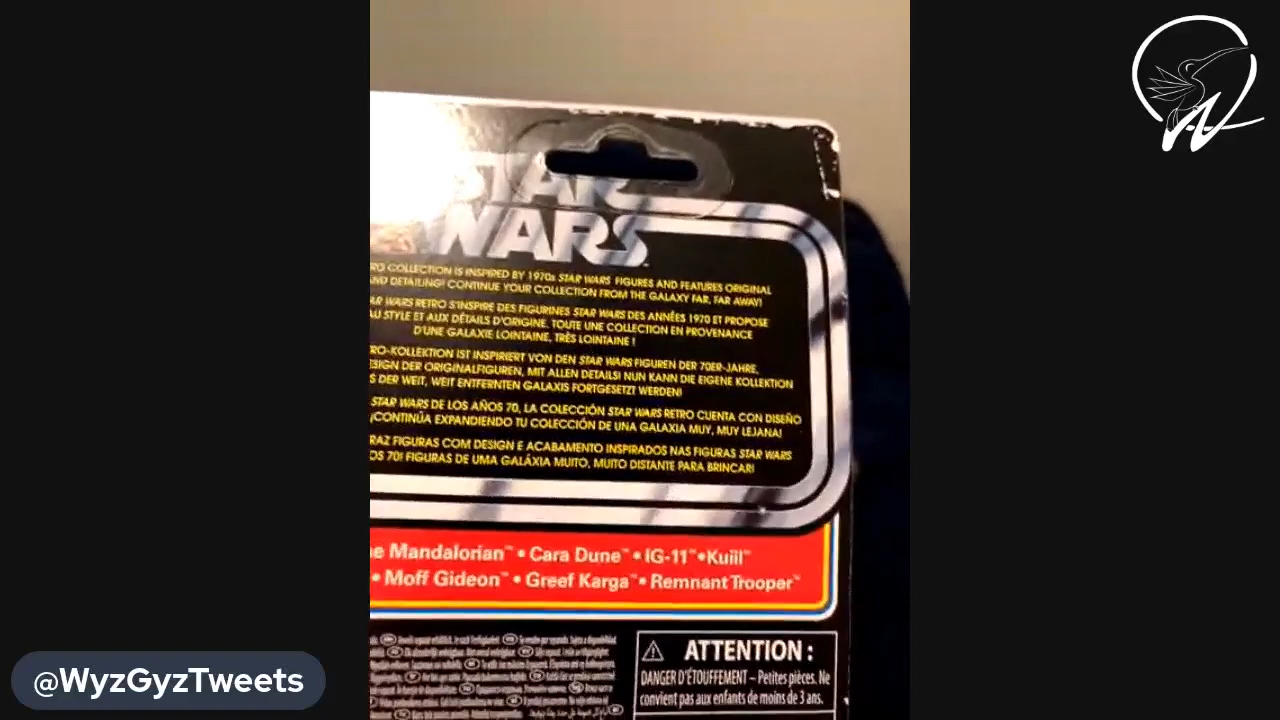 STAR
WARS
COLLECTION IS INSPIRED BY 1970s STAR WARS FIGURES AND FEATURES ORIGINAL
AND DETAILING! CONTINUE YOUR COLLECTION FROM THE GALAXY FAR, FAR AWAY!
WARS RETRO S'INSPIRE DES FIGURINES STAR WARS DES ANNÉES 1970 ET PROPOSE
AU STYLE ET AUX DÉTAILS D'ORIGINE. TOUTE UNE COLLECTION EN PROVENANCE
D'UNE GALAXIE LOINTAINE, TRÈS LOINTAINE !
RO-KOLLEKTION IST INSPIRIERT VON DEN STAR WARS FIGUREN DER 70ER-JAHRE,
ESIGN DER ORIGINALFIGUREN, MIT ALLEN DETAILS! NUN KANN DIE EIGENE KOLLEKTION
S DER WEIT, WEIT ENTFERNTEN GALAXIS FORTGESETZT WERDEN!
STAR WARS DE LOS AÑOS 70, LA COLECCIÓN STAR WARS RETRO CUENTA CON DISEÑO
¡CONTINÚA EXPANDIENDO TU COLECCIÓN DE UNA GALAXIA MUY, MUY LEJANA!
RAZ FIGURAS COM DESIGN E ACABAMENTO INSPIRADOS NAS FIGURAS STAR WARS
OS 70! FIGURAS DE UMA GALÁXIA MUITO, MUITO DISTANTE PARA BRINCAR!
e Mandalorian™ • Cara Dune™ • IG-11™ • Kuiil™
• Moff Gideon™ • Greef Karga™ • Remnant Trooper™
ATTENTION :
DANGER D'ÉTOUFFEMENT – Petites pièces. Ne
convient pas aux enfants de moins de 3 ans.
@WyzGyzTweets